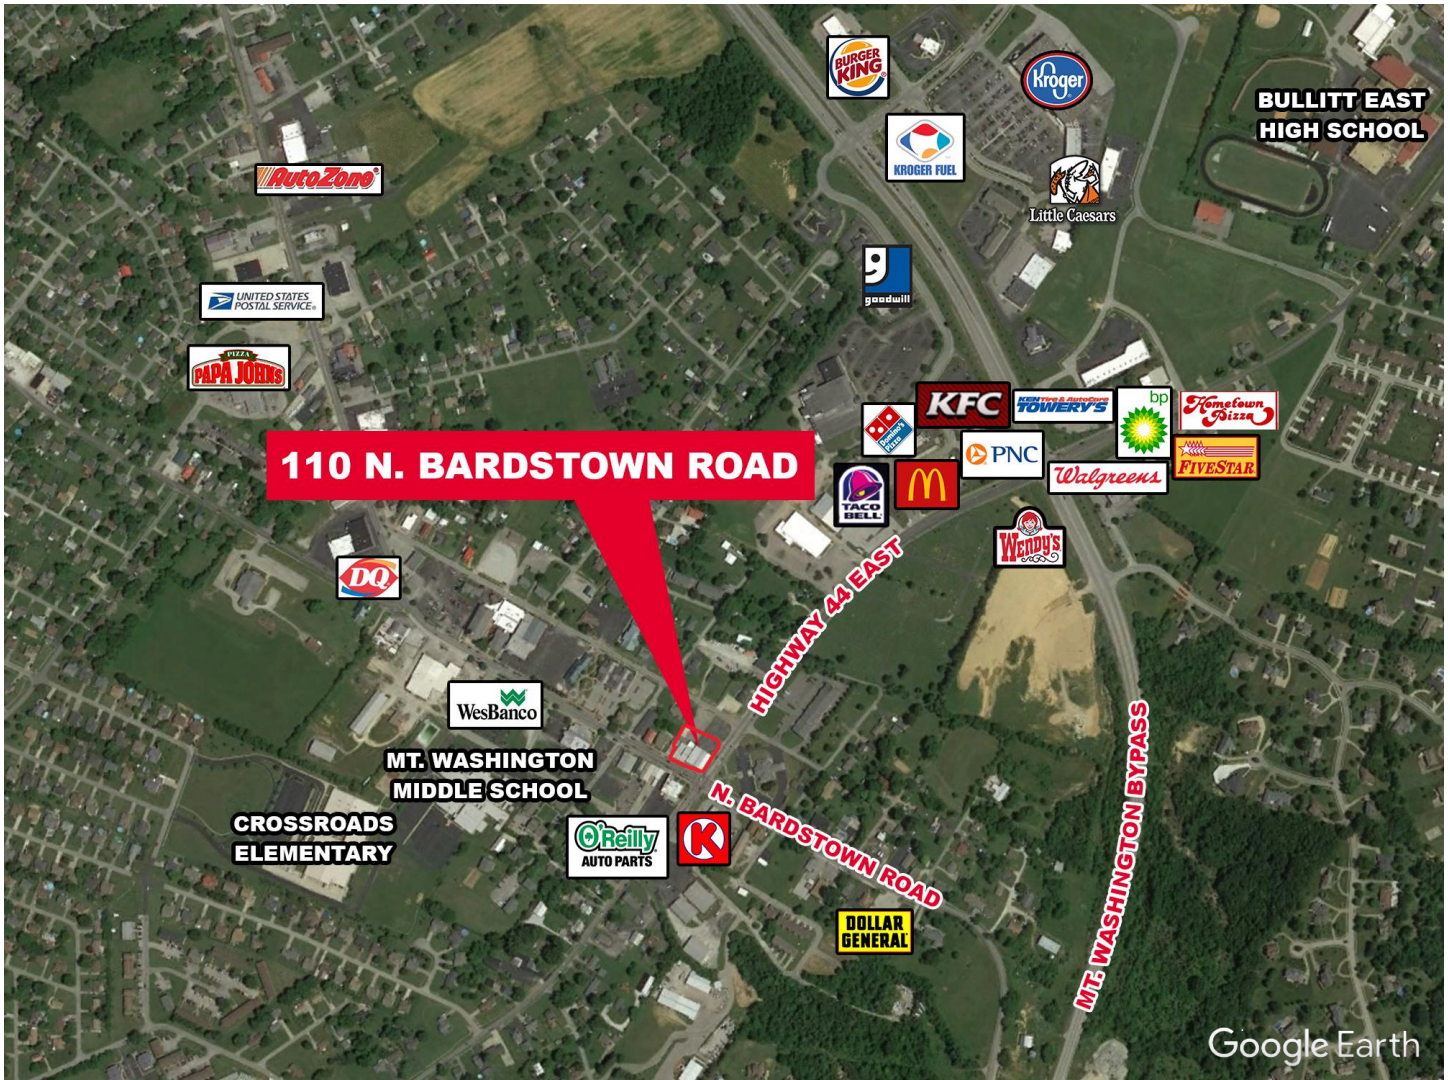 BURGER
KING
Kroger
BULLITT EAST
HIGH SCHOOL
KROGER FUEL
AutoZone
Little Caesars
goodwill
UNITED STATES
POSTAL SERVICE
PIZZA
PAPA JOHNS
KFC
KEN Tire & AutoCare
TOWERY'S
bp
Hometown
Pizza
Domino's
Pizza
PNC
FIVESTAR
110 N. BARDSTOWN ROAD
TACO
BELL
Walgreens
WENDY'S
DQ
HIGHWAY 44 EAST
WesBanco
MT. WASHINGTON
MIDDLE SCHOOL
CROSSROADS
ELEMENTARY
O'Reilly
AUTO PARTS
K
N. BARDSTOWN ROAD
MT. WASHINGTON BYPASS
DOLLAR
GENERAL
Google Earth